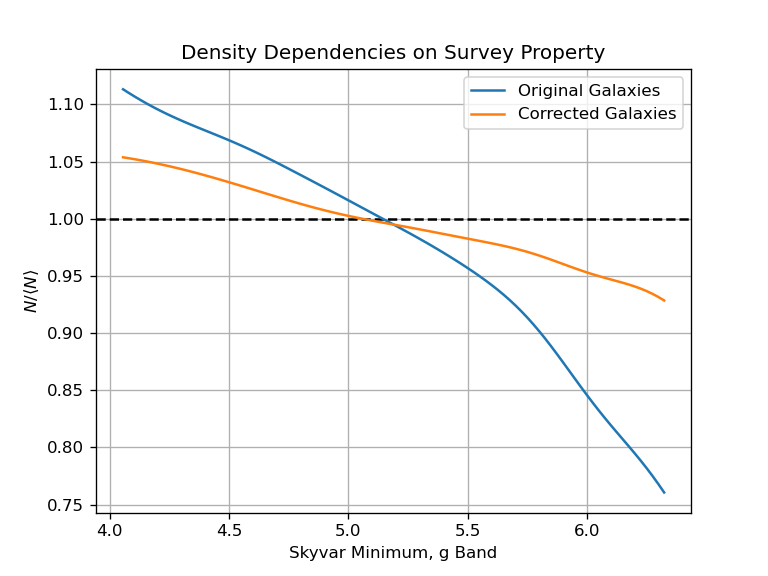 Density Dependencies on Survey Property
Original Galaxies
Corrected Galaxies
N/⟨N⟩
1.10
1.05
1.00
0.95
0.90
0.85
0.80
0.75
4.0 4.5 5.0 5.5 6.0
Skyvar Minimum, g Band